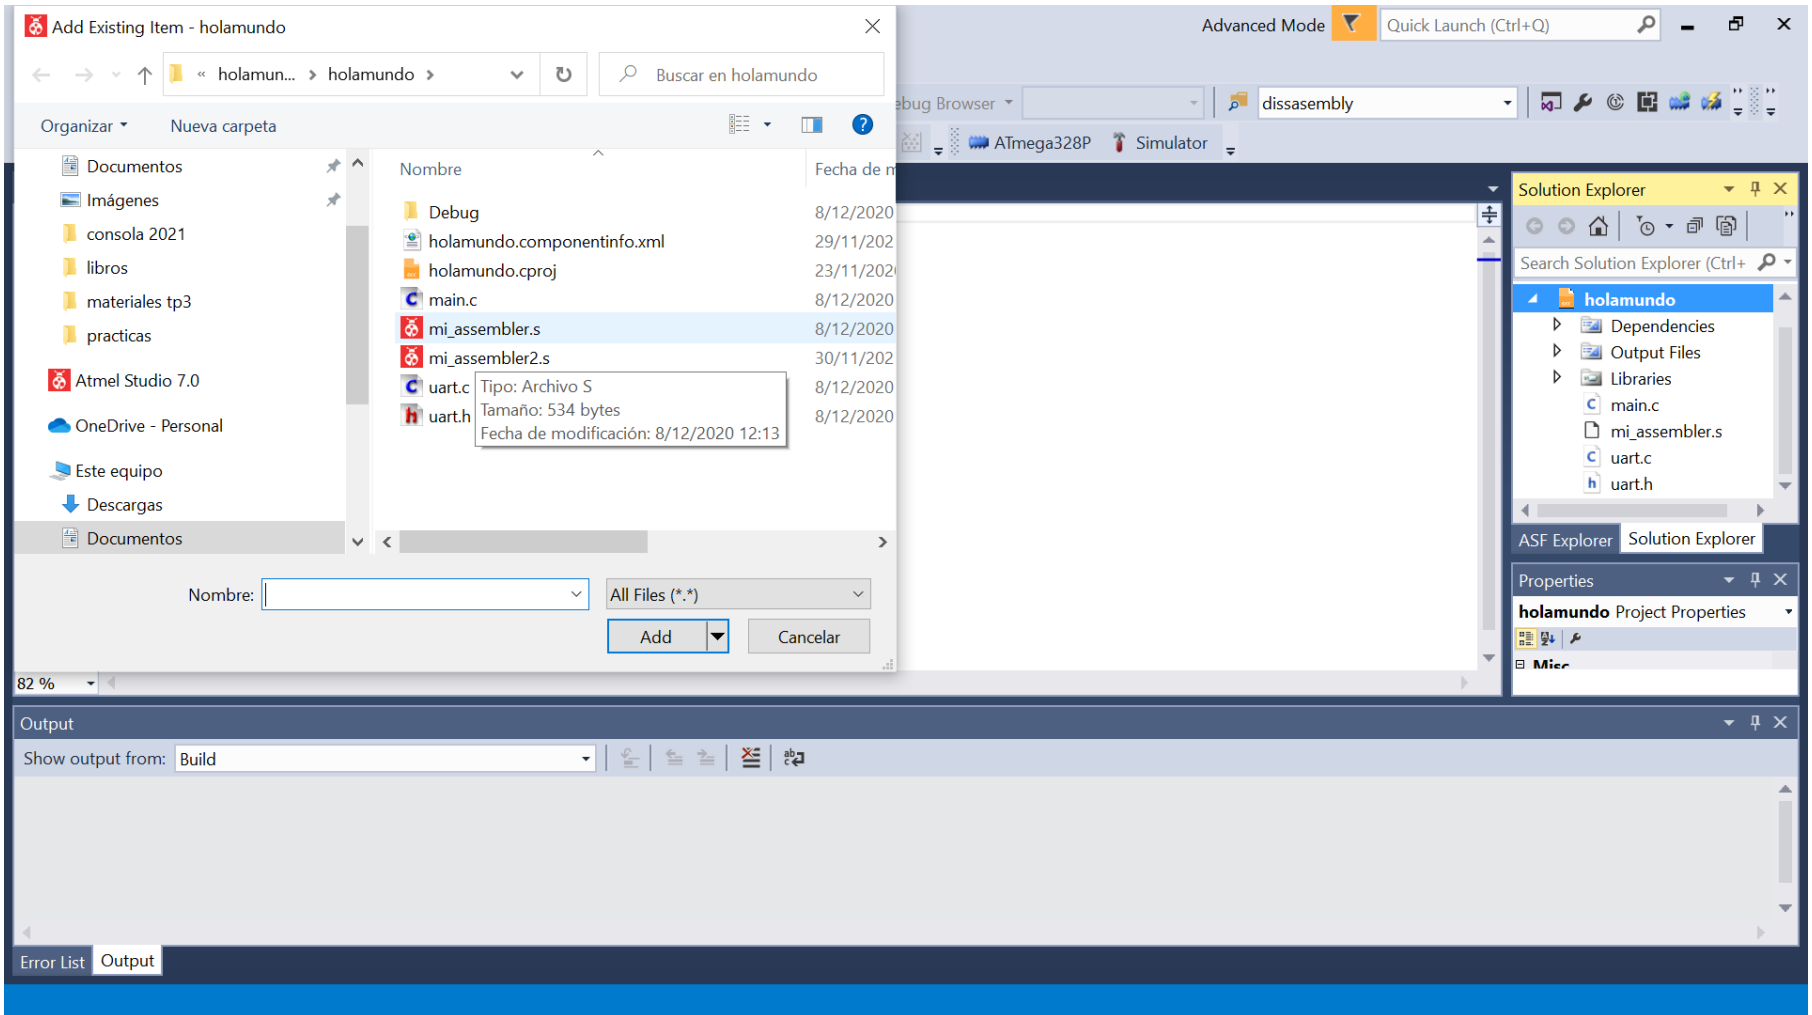 Add Existing Item - holamundo
« holamun... > holamundo >
Buscar en holamundo
Organizar
Nueva carpeta
Documentos
Imágenes
consola 2021
libros
materiales tp3
practicas
Atmel Studio 7.0
OneDrive - Personal
Este equipo
Descargas
Documentos
Nombre
Fecha de m
Debug
8/12/2020
holamundo.componentinfo.xml
29/11/202
holamundo.cproj
23/11/202
main.c
8/12/2020
mi_assembler.s
8/12/2020
mi_assembler2.s
30/11/202
uart.c
8/12/2020
uart.h
8/12/2020
Tipo: Archivo S
Tamaño: 534 bytes
Fecha de modificación: 8/12/2020 12:13
Nombre:
All Files (*.*)
Add
Cancelar
Advanced Mode
Quick Launch (Ctrl+Q)
ebug Browser
dissasembly
ATmega328P
Simulator
Solution Explorer
Search Solution Explorer (Ctrl+
holamundo
Dependencies
Output Files
Libraries
main.c
mi_assembler.s
uart.c
uart.h
ASF Explorer
Solution Explorer
Properties
holamundo Project Properties
Misc
82 %
Output
Show output from: Build
Error List
Output